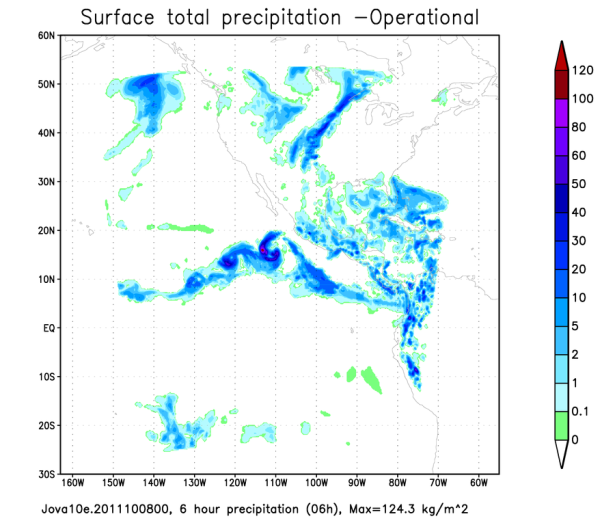 Surface total precipitation −Operational
60N
50N
40N
30N
20N
10N
EQ
10S
20S
30S
160W 150W 140W 130W 120W 110W 100W 90W 80W 70W 60W
120
100
80
60
50
40
30
20
10
5
2
1
0.1
0
Jova10e.2011100800, 6 hour precipitation (06h), Max=124.3 kg/m^2